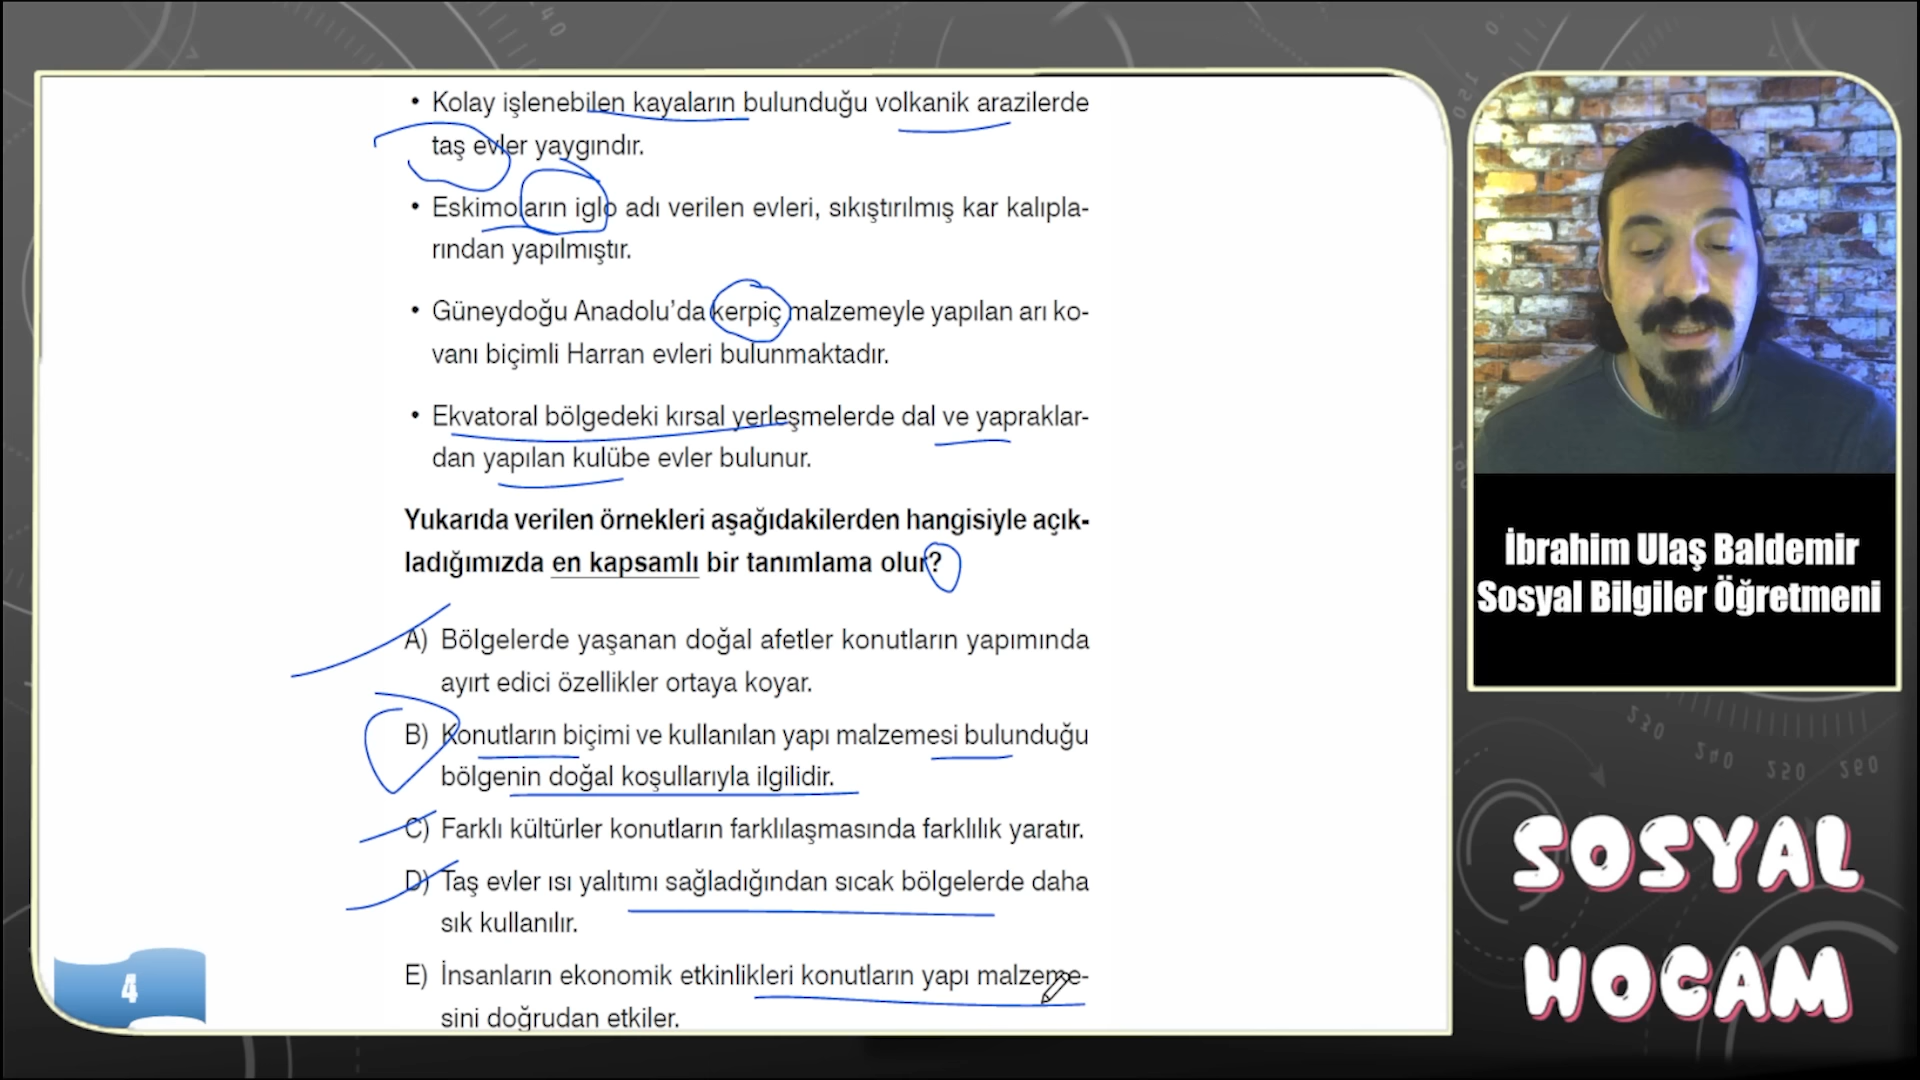 • Kolay işlenebilen kayaların bulunduğu volkanik arazilerde
taş evler yaygındır.
• Eskimoların iglo adı verilen evleri, sıkıştırılmış kar kalıpla-
rından yapılmıştır.
• Güneydoğu Anadolu'da kerpiç malzemeyle yapılan arı ko-
vanı biçimli Harran evleri bulunmaktadır.
• Ekvatoral bölgedeki kırsal yerleşmelerde dal ve yapraklar-
dan yapılan kulübe evler bulunur.
Yukarıda verilen örnekleri aşağıdakilerden hangisiyle açık-
ladığımızda en kapsamlı bir tanımlama olur?
A) Bölgelerde yaşanan doğal afetler konutların yapımında
ayırt edici özellikler ortaya koyar.
B) Konutların biçimi ve kullanılan yapı malzemesi bulunduğu
bölgenin doğal koşullarıyla ilgilidir.
C) Farklı kültürler konutların farklılaşmasında farklılık yaratır.
D) Taş evler ısı yalıtımı sağladığından sıcak bölgelerde daha
sık kullanılır.
E) İnsanların ekonomik etkinlikleri konutların yapı malzeme-
sini doğrudan etkiler.
4
İbrahim Ulaş Baldemir
Sosyal Bilgiler Öğretmeni
230 240 250 260
SOSYAL
HOCAM